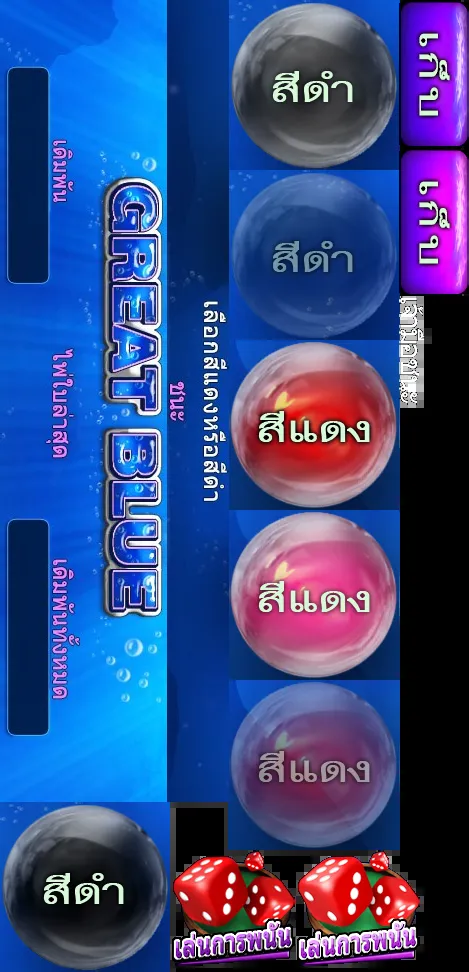 สีดำ
สีดำ
สีแดง
สีแดง
สีแดง
สีดำ
เก็บ
เก็บ
GREAT BLUE
เดิมพัน
ไพ่ใบล่าสุด
เดิมพันทั้งหมด
ชนะ
เลือกสีแดงหรือสีดำ
เล่นการพนัน
เล่นการพนัน